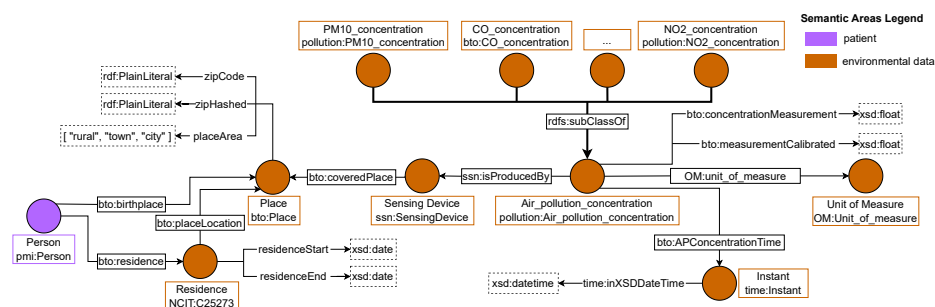 PM10_concentration
pollution:PM10_concentration
CO_concentration
bto:CO_concentration
...
NO2_concentration
pollution:NO2_concentration
Semantic Areas Legend
patient
environmental data
rdf:PlainLiteral
zipCode
rdf:PlainLiteral
zipHashed
[ "rural", "town", "city" ]
placeArea
rdfs:subClassOf
bto:concentrationMeasurement
xsd:float
bto:measurementCalibrated
xsd:float
bto:coveredPlace
ssn:isProducedBy
OM:unit_of_measure
bto:birthplace
Place
bto:Place
Sensing Device
ssn:SensingDevice
Air_pollution_concentration
pollution:Air_pollution_concentration
Unit of Measure
OM:Unit_of_measure
bto:placeLocation
Person
pmi:Person
bto:residence
residenceStart
xsd:date
residenceEnd
xsd:date
bto:APConcentrationTime
Residence
NCIT:C25273
xsd:datetime
time:inXSDDateTime
Instant
time:Instant